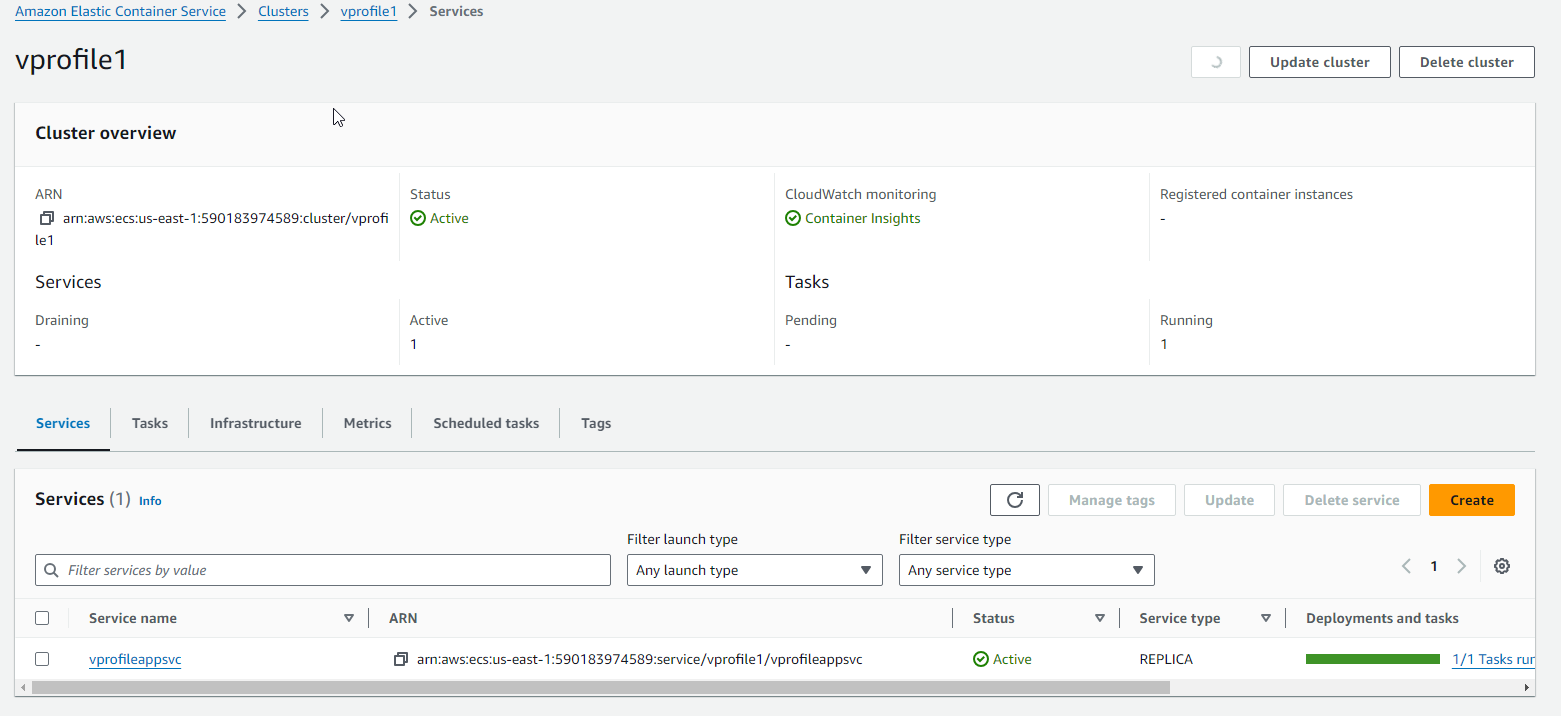 Amazon Elastic Container Service > Clusters > vprofile1 > Services
vprofile1
Update cluster
Delete cluster
Cluster overview
ARN
arn:aws:ecs:us-east-1:590183974589:cluster/vprofi
le1
Status
Active
CloudWatch monitoring
Container Insights
Registered container instances
-
Services
Tasks
Draining
-
Active
1
Pending
-
Running
1
Services
Tasks
Infrastructure
Metrics
Scheduled tasks
Tags
Services (1) Info
Manage tags
Update
Delete service
Create
Filter launch type
Filter service type
Filter services by value
Any launch type
Any service type
1
Service name
ARN
Status
Service type
Deployments and tasks
vprofileappsvc
arn:aws:ecs:us-east-1:590183974589:service/vprofile1/vprofileappsvc
Active
REPLICA
1/1 Tasks run